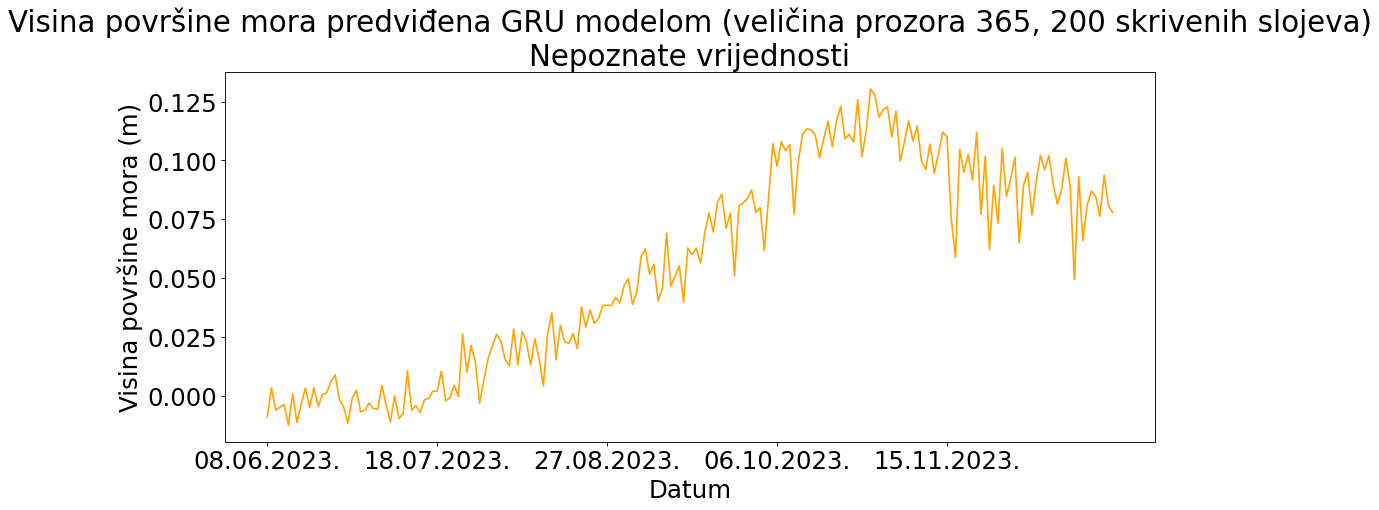 Visina površine mora predviđena GRU modelom (veličina prozora 365, 200 skrivenih slojeva)
Nepoznate vrijednosti
Visina površine mora (m)
0.125
0.100
0.075
0.050
0.025
0.000
08.06.2023. 18.07.2023. 27.08.2023. 06.10.2023. 15.11.2023.
Datum